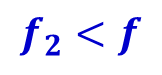 f₂ < f